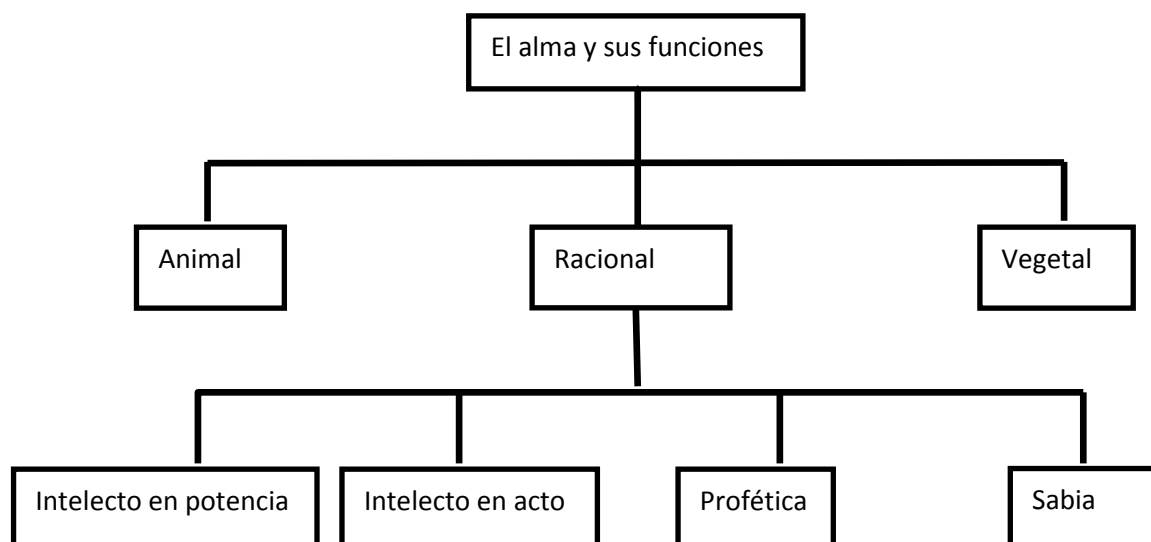 El alma y sus funciones
Animal
Racional
Vegetal
Intelecto en potencia
Intelecto en acto
Profética
Sabia